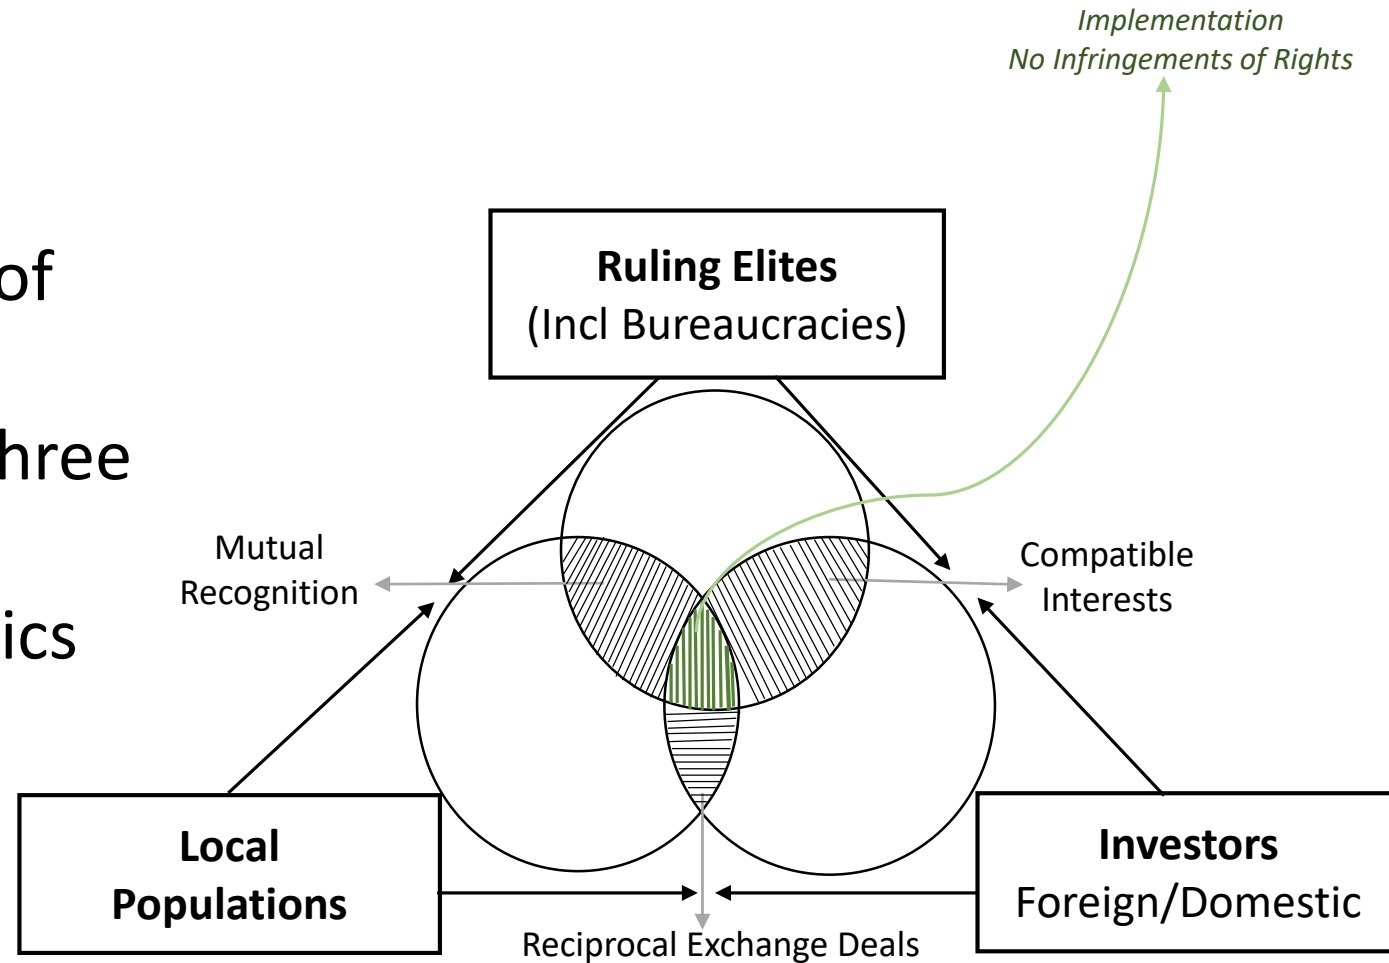 Implementation
No Infringements of Rights
of
Ruling Elites
(Incl Bureaucracies)
hree
Mutual
Recognition
Compatible
Interests
ics
Local
Populations
Investors
Foreign/Domestic
Reciprocal Exchange Deals